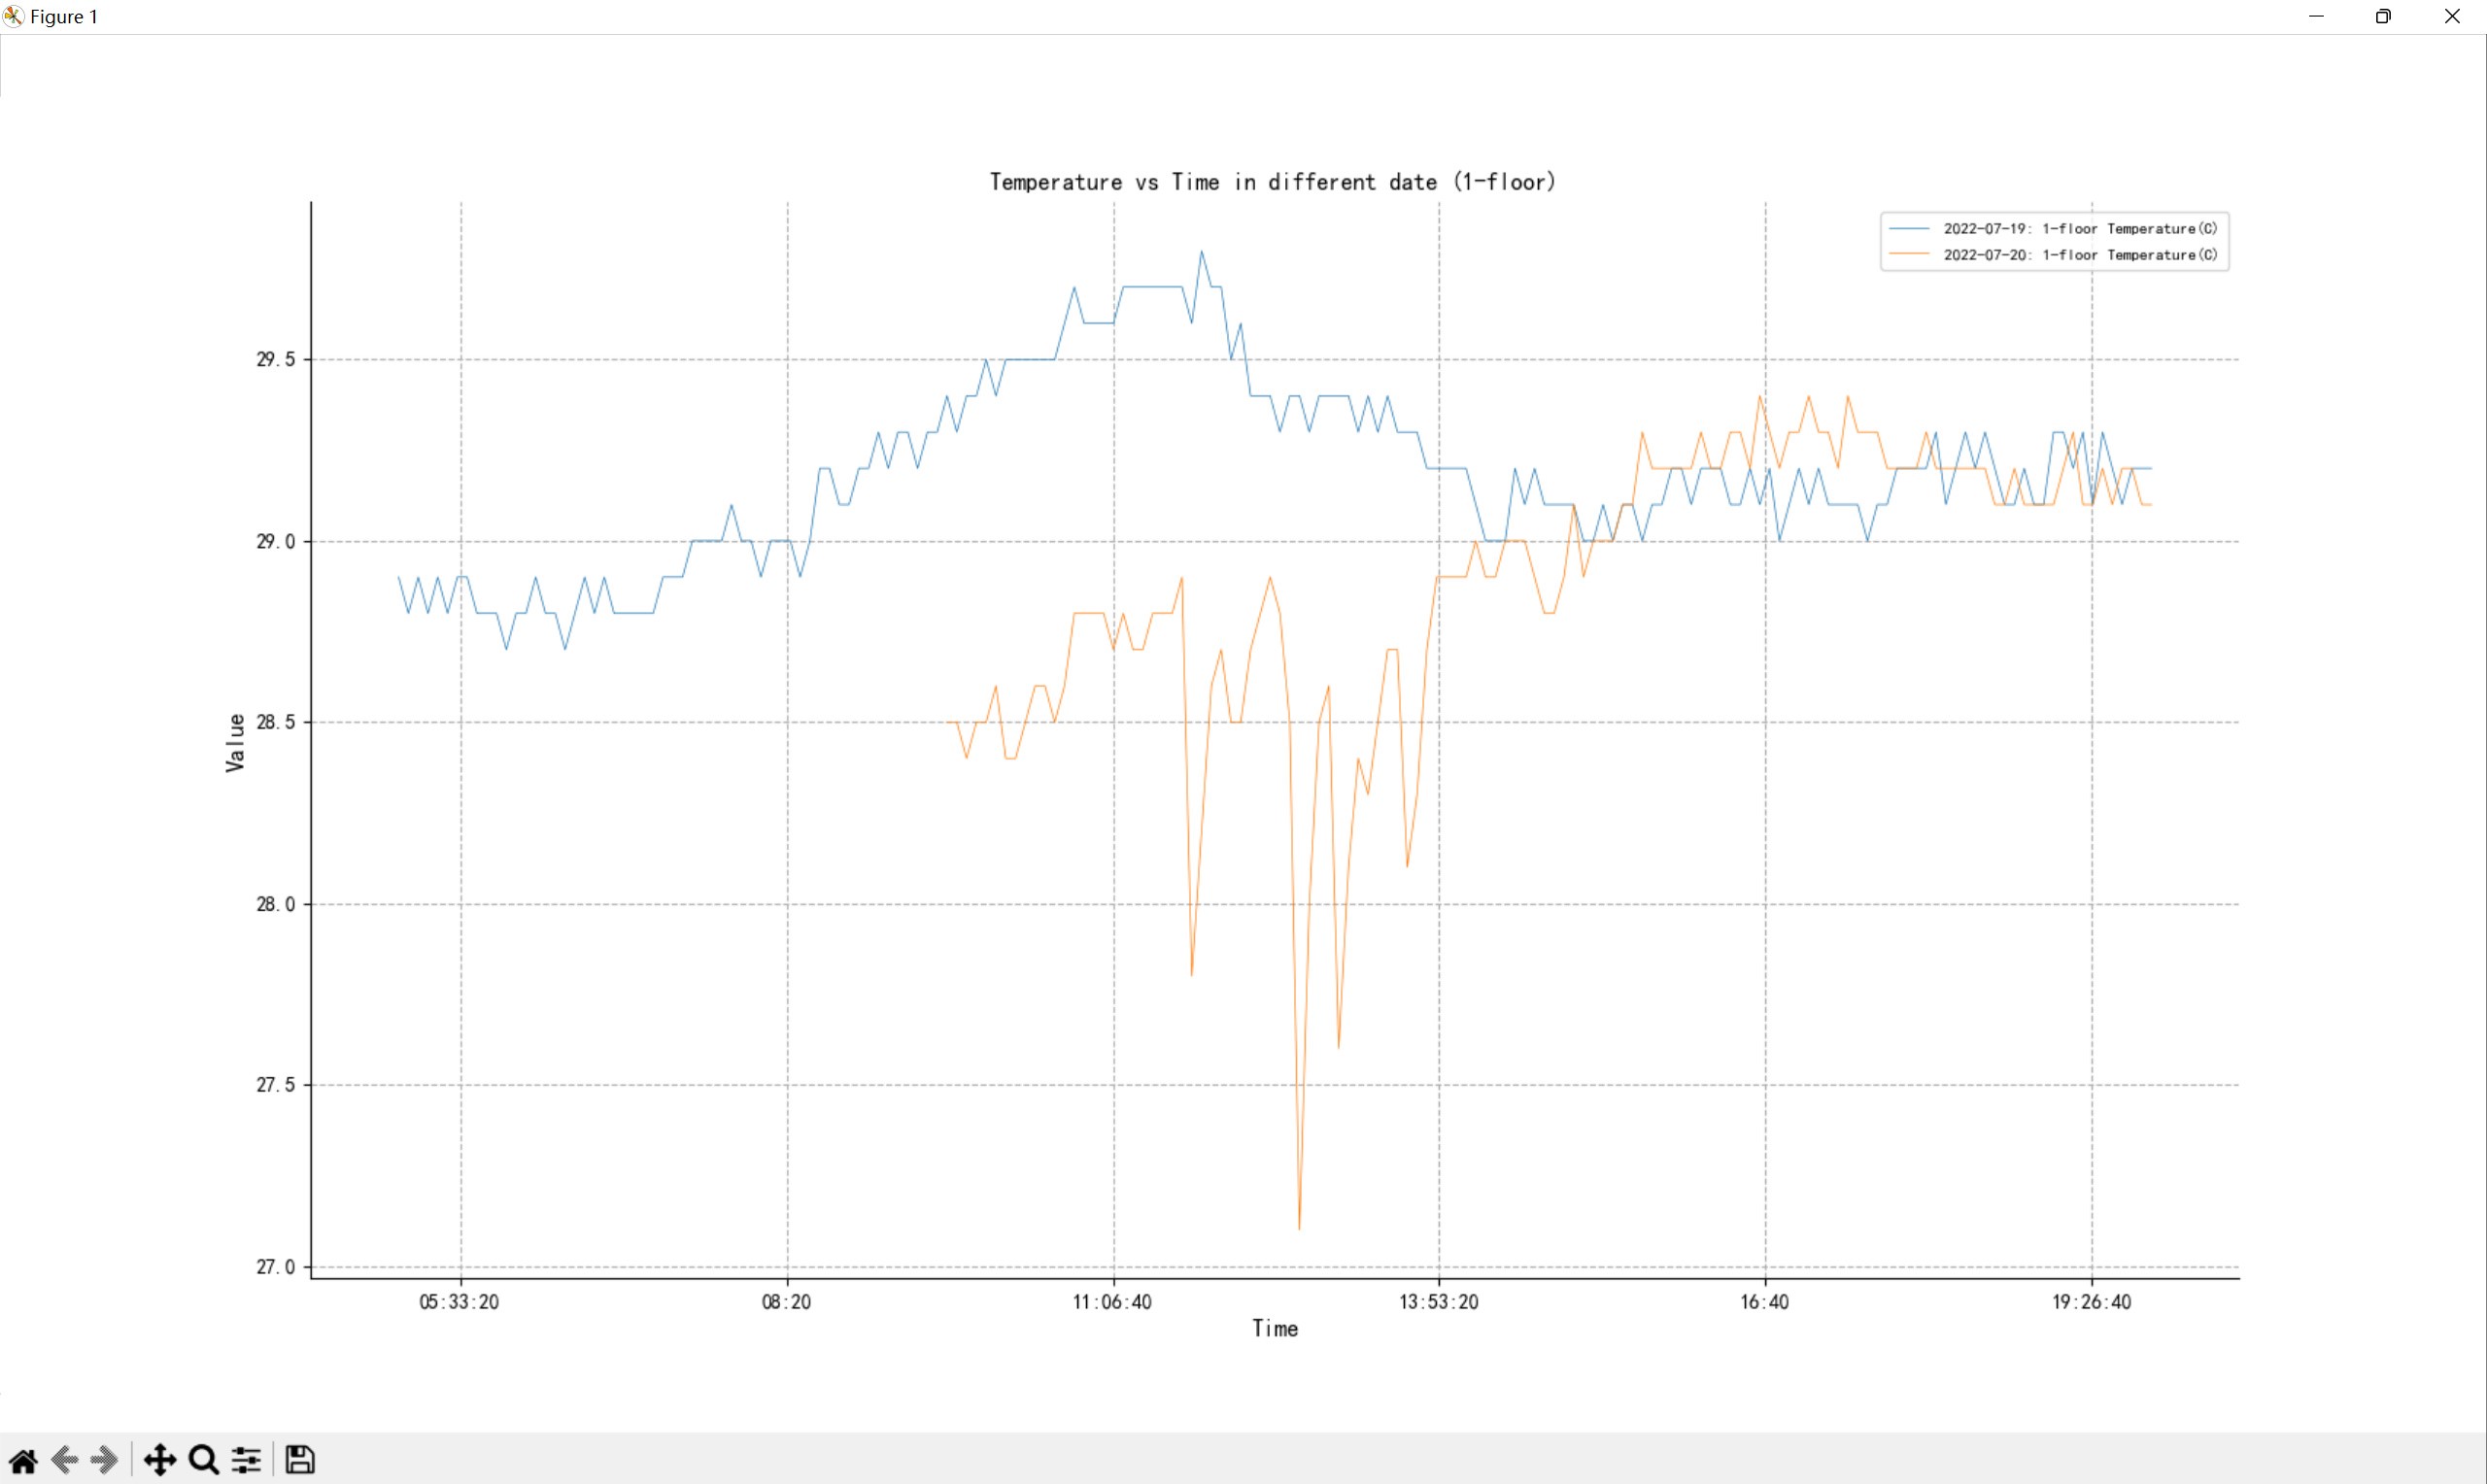 Figure 1
Temperature vs Time in different date (1-floor)
2022-07-19: 1-floor Temperature(C)
2022-07-20: 1-floor Temperature(C)
29.5
29.0
28.5
Value
28.0
27.5
27.0
05:33:20 08:20 11:06:40 13:53:20 16:40 19:26:40
Time